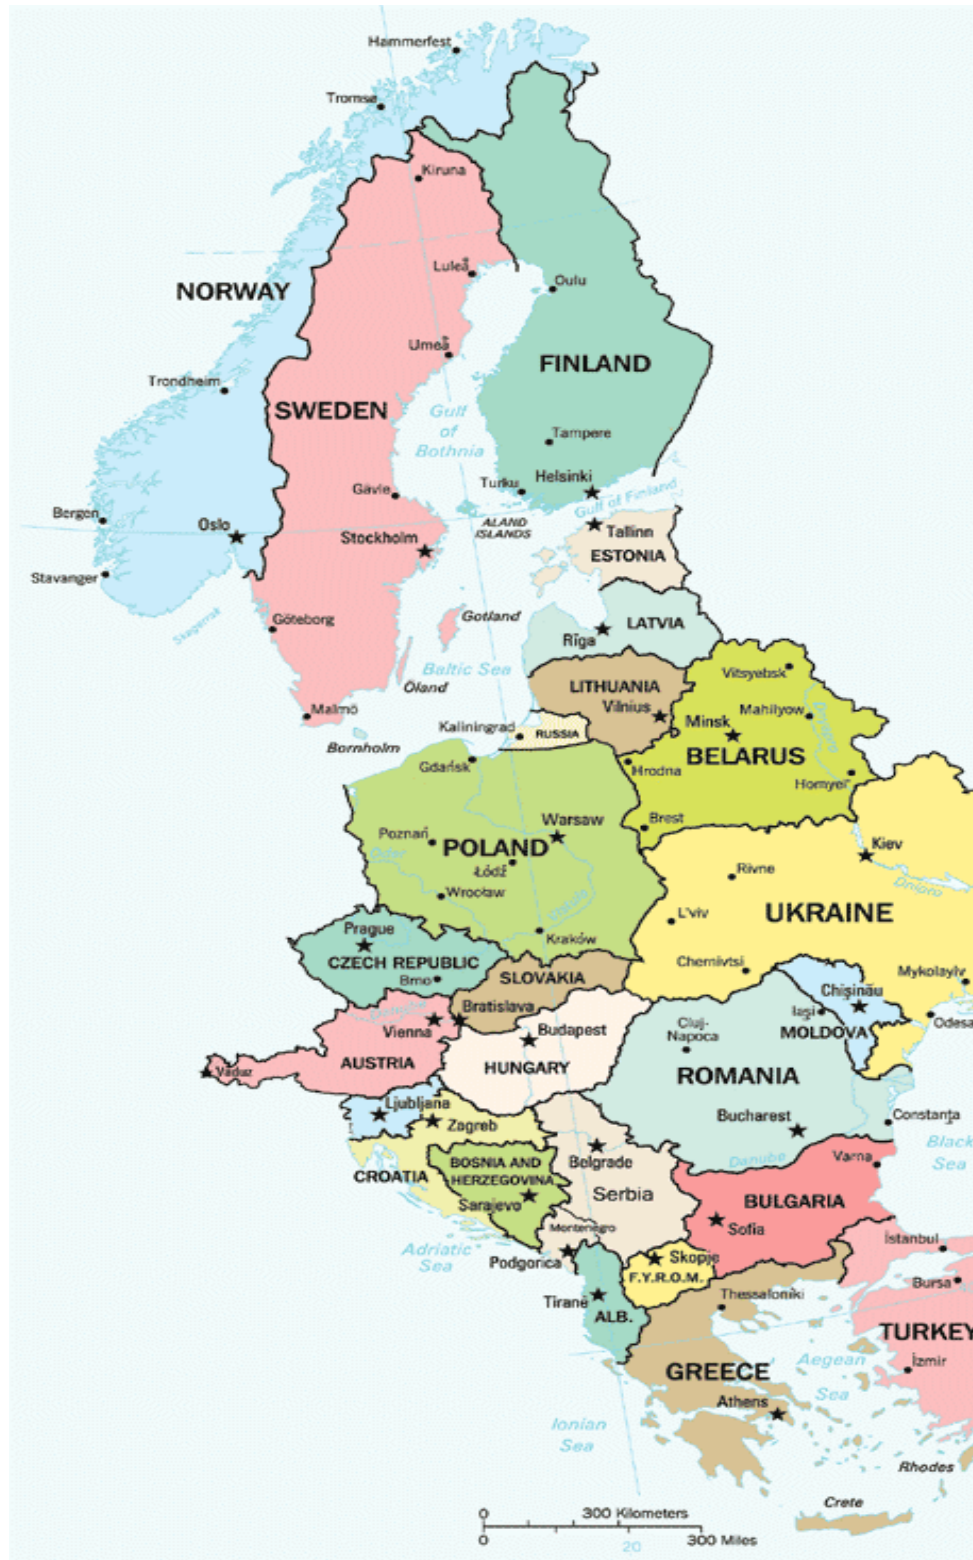 Hammerfest
Tromsø
Kiruna
Luleå
NORWAY
Oulu
Umeå
FINLAND
Trondheim
SWEDEN
Gulf
of
Bothnia
Tampere
Helsinki
Turku
Gävle
Gulf of Finland
Bergen
Oslo
ALAND
ISLANDS
Tallinn
Stockholm
ESTONIA
Stavanger
Göteborg
Gotland
LATVIA
Skagerrak
Rīga
Baltic Sea
Vitsyebsk
Öland
LITHUANIA
Vilnius
Malmö
Mahilyow
Minsk
Dnieper
Kaliningrad
RUSSIA
Bornholm
BELARUS
Gdańsk
Hrodna
Homyel'
Warsaw
Brest
Poznań
POLAND
Kiev
Oder
Łódź
Rivne
Wrocław
Vistula
Dnipro
L'viv
UKRAINE
Prague
Kraków
CZECH REPUBLIC
Chernivtsi
Mykolayiv
Brno
SLOVAKIA
Chişinău
Bratislava
Iaşi
Odesa
Vienna
Budapest
Cluj-
Napoca
MOLDOVA
AUSTRIA
HUNGARY
Vaduz
ROMANIA
Ljubljana
Bucharest
Constanţa
Zagreb
Black
Sea
Belgrade
Danube
Varna
BOSNIA AND
HERZEGOVINA
CROATIA
Serbia
BULGARIA
Sarajevo
Montenegro
Sofia
Adriatic
Sea
Podgorica
Skopje
İstanbul
F.Y.R.O.M.
Bursa
Tiranë
ALB.
Thessaloniki
TURKEY
GREECE
Aegean
Sea
İzmir
Athens
Ionian
Sea
Rhodes
Crete
0 300 Kilometers
0 300 Miles
20